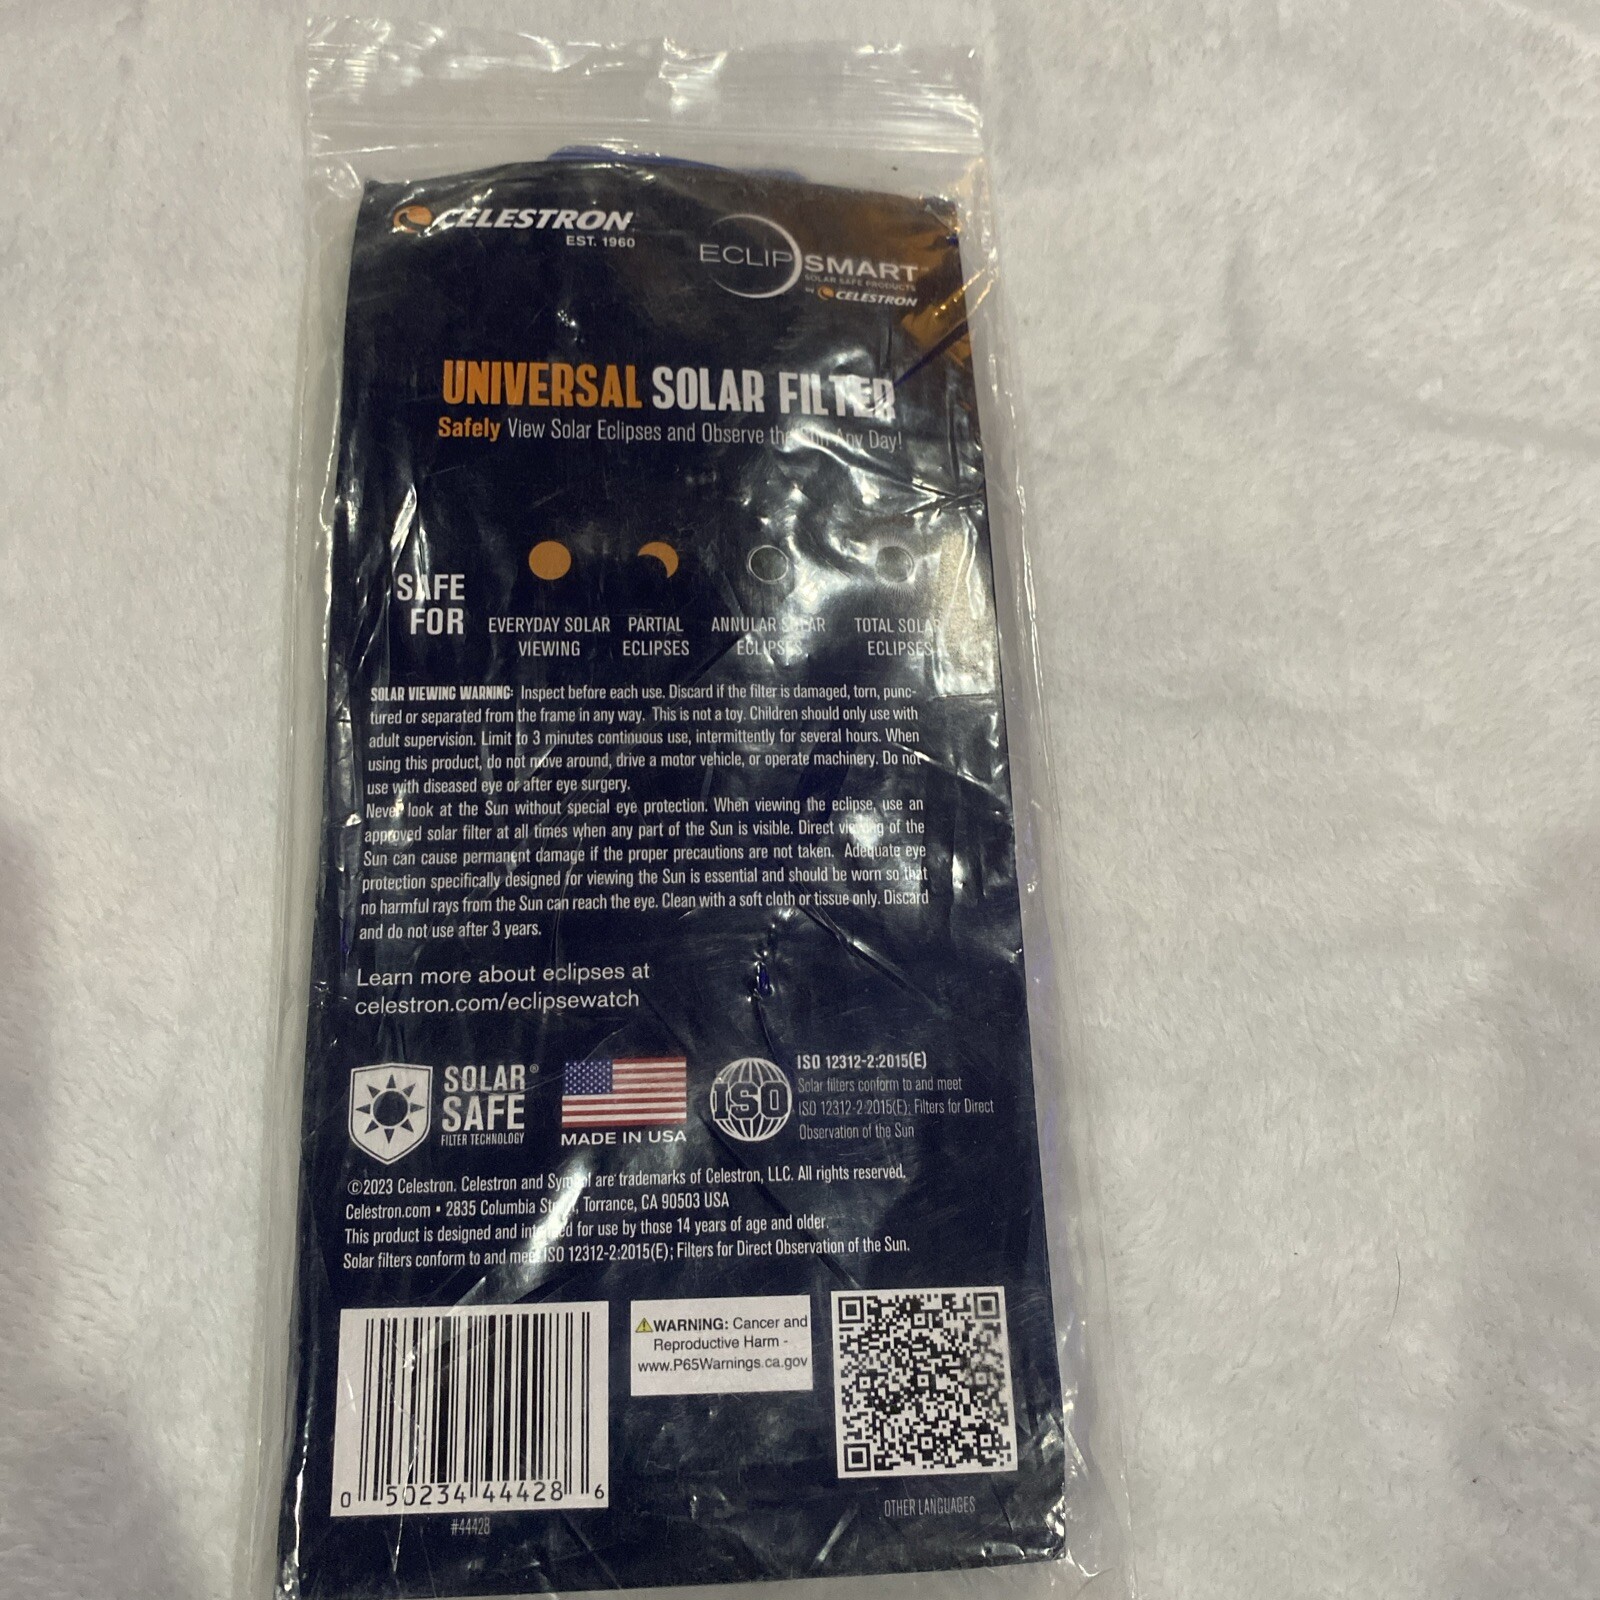 CELESTRON
EST. 1960
ECLIPSMART™
SOLAR SAFE PRODUCTS
BY CELESTRON
UNIVERSAL SOLAR FILTER
Safely View Solar Eclipses and Observe the Sun Any Day!
SAFE
FOR
EVERYDAY SOLAR
VIEWING
PARTIAL
ECLIPSES
ANNULAR SOLAR
ECLIPSES
TOTAL SOLAR
ECLIPSES
SOLAR VIEWING WARNING: Inspect before each use. Discard if the filter is damaged, torn, punc-
tured or separated from the frame in any way. This is not a toy. Children should only use with
adult supervision. Limit to 3 minutes continuous use, intermittently for several hours. When
using this product, do not move around, drive a motor vehicle, or operate machinery. Do not
use with diseased eye or after eye surgery.
Never look at the Sun without special eye protection. When viewing the eclipse, use an
approved solar filter at all times when any part of the Sun is visible. Direct viewing of the
Sun can cause permanent damage if the proper precautions are not taken. Adequate eye
protection specifically designed for viewing the Sun is essential and should be worn so that
no harmful rays from the Sun can reach the eye. Clean with a soft cloth or tissue only. Discard
and do not use after 3 years.
Learn more about eclipses at
celestron.com/eclipsewatch
SOLAR®
SAFE
FILTER TECHNOLOGY
MADE IN USA
ISO
ISO 12312-2:2015(E)
Solar filters conform to and meet
ISO 12312-2:2015(E); Filters for Direct
Observation of the Sun
©2023 Celestron. Celestron and Symbol are trademarks of Celestron, LLC. All rights reserved.
Celestron.com • 2835 Columbia Street, Torrance, CA 90503 USA
This product is designed and intended for use by those 14 years of age and older.
Solar filters conform to and meet ISO 12312-2:2015(E); Filters for Direct Observation of the Sun.
0 50234 44428 6
#44428
⚠WARNING: Cancer and
Reproductive Harm -
www.P65Warnings.ca.gov
OTHER LANGUAGES